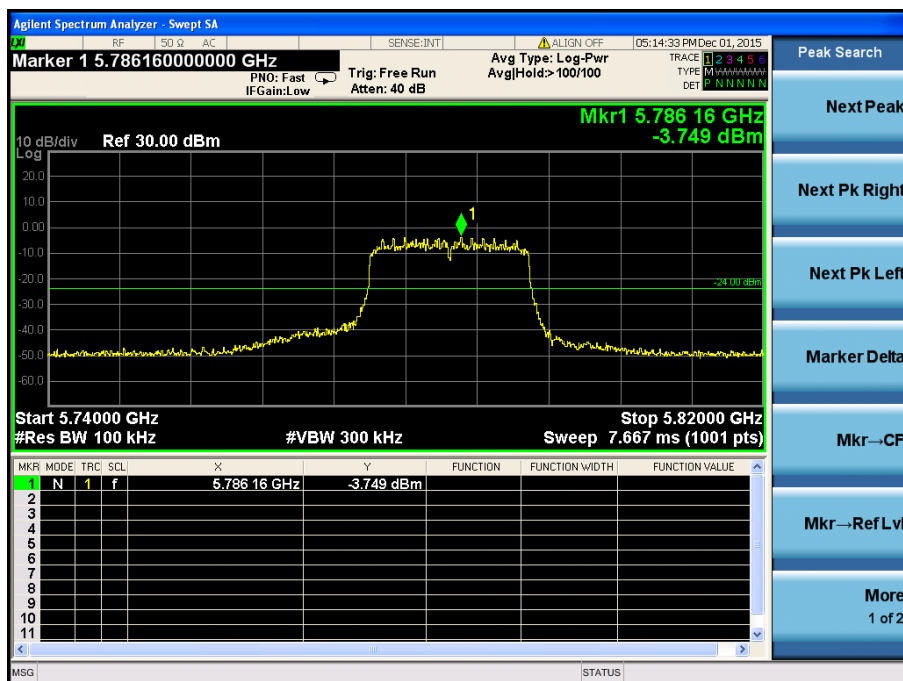 Agilent Spectrum Analyzer - Swept SA
LXI RF 50 Ω AC SENSE:INT ALIGN OFF 05:14:33 PM Dec 01, 2015
Marker 1 5.786160000000 GHz
PNO: Fast
IFGain:Low
Trig: Free Run
Atten: 40 dB
Avg Type: Log-Pwr
Avg|Hold:>100/100
TRACE 1 2 3 4 5 6
TYPE M WWWWW
DET P N N N N N
Mkr1 5.786 16 GHz
-3.749 dBm
10 dB/div Ref 30.00 dBm
Log
20.0
10.0
0.00
-10.0
-20.0
-30.0
-40.0
-50.0
-60.0
1
-24.00 dBm
Start 5.74000 GHz Stop 5.82000 GHz
#Res BW 100 kHz #VBW 300 kHz Sweep 7.667 ms (1001 pts)
MKR MODE TRC SCL X Y FUNCTION FUNCTION WIDTH FUNCTION VALUE
1 N 1 f 5.786 16 GHz -3.749 dBm
2
3
4
5
6
7
8
9
10
11
MSG STATUS
Peak Search
Next Peak
Next Pk Right
Next Pk Left
Marker Delta
Mkr→CF
Mkr→Ref Lvl
More
1 of 2